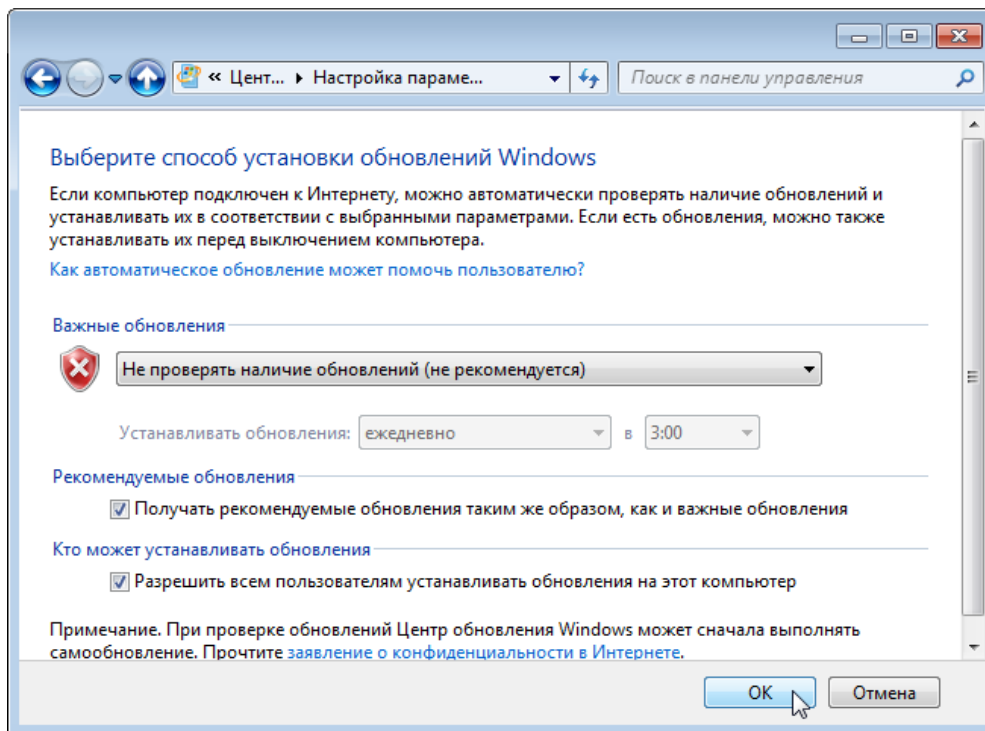 « Цент... ▸ Настройка параме...
Поиск в панели управления
Выберите способ установки обновлений Windows
Если компьютер подключен к Интернету, можно автоматически проверять наличие обновлений и
устанавливать их в соответствии с выбранными параметрами. Если есть обновления, можно также
устанавливать их перед выключением компьютера.
Как автоматическое обновление может помочь пользователю?
Важные обновления
Не проверять наличие обновлений (не рекомендуется)
Устанавливать обновления: ежедневно в 3:00
Рекомендуемые обновления
Получать рекомендуемые обновления таким же образом, как и важные обновления
Кто может устанавливать обновления
Разрешить всем пользователям устанавливать обновления на этот компьютер
Примечание. При проверке обновлений Центр обновления Windows может сначала выполнять
самообновление. Прочтите заявление о конфиденциальности в Интернете.
OK Отмена